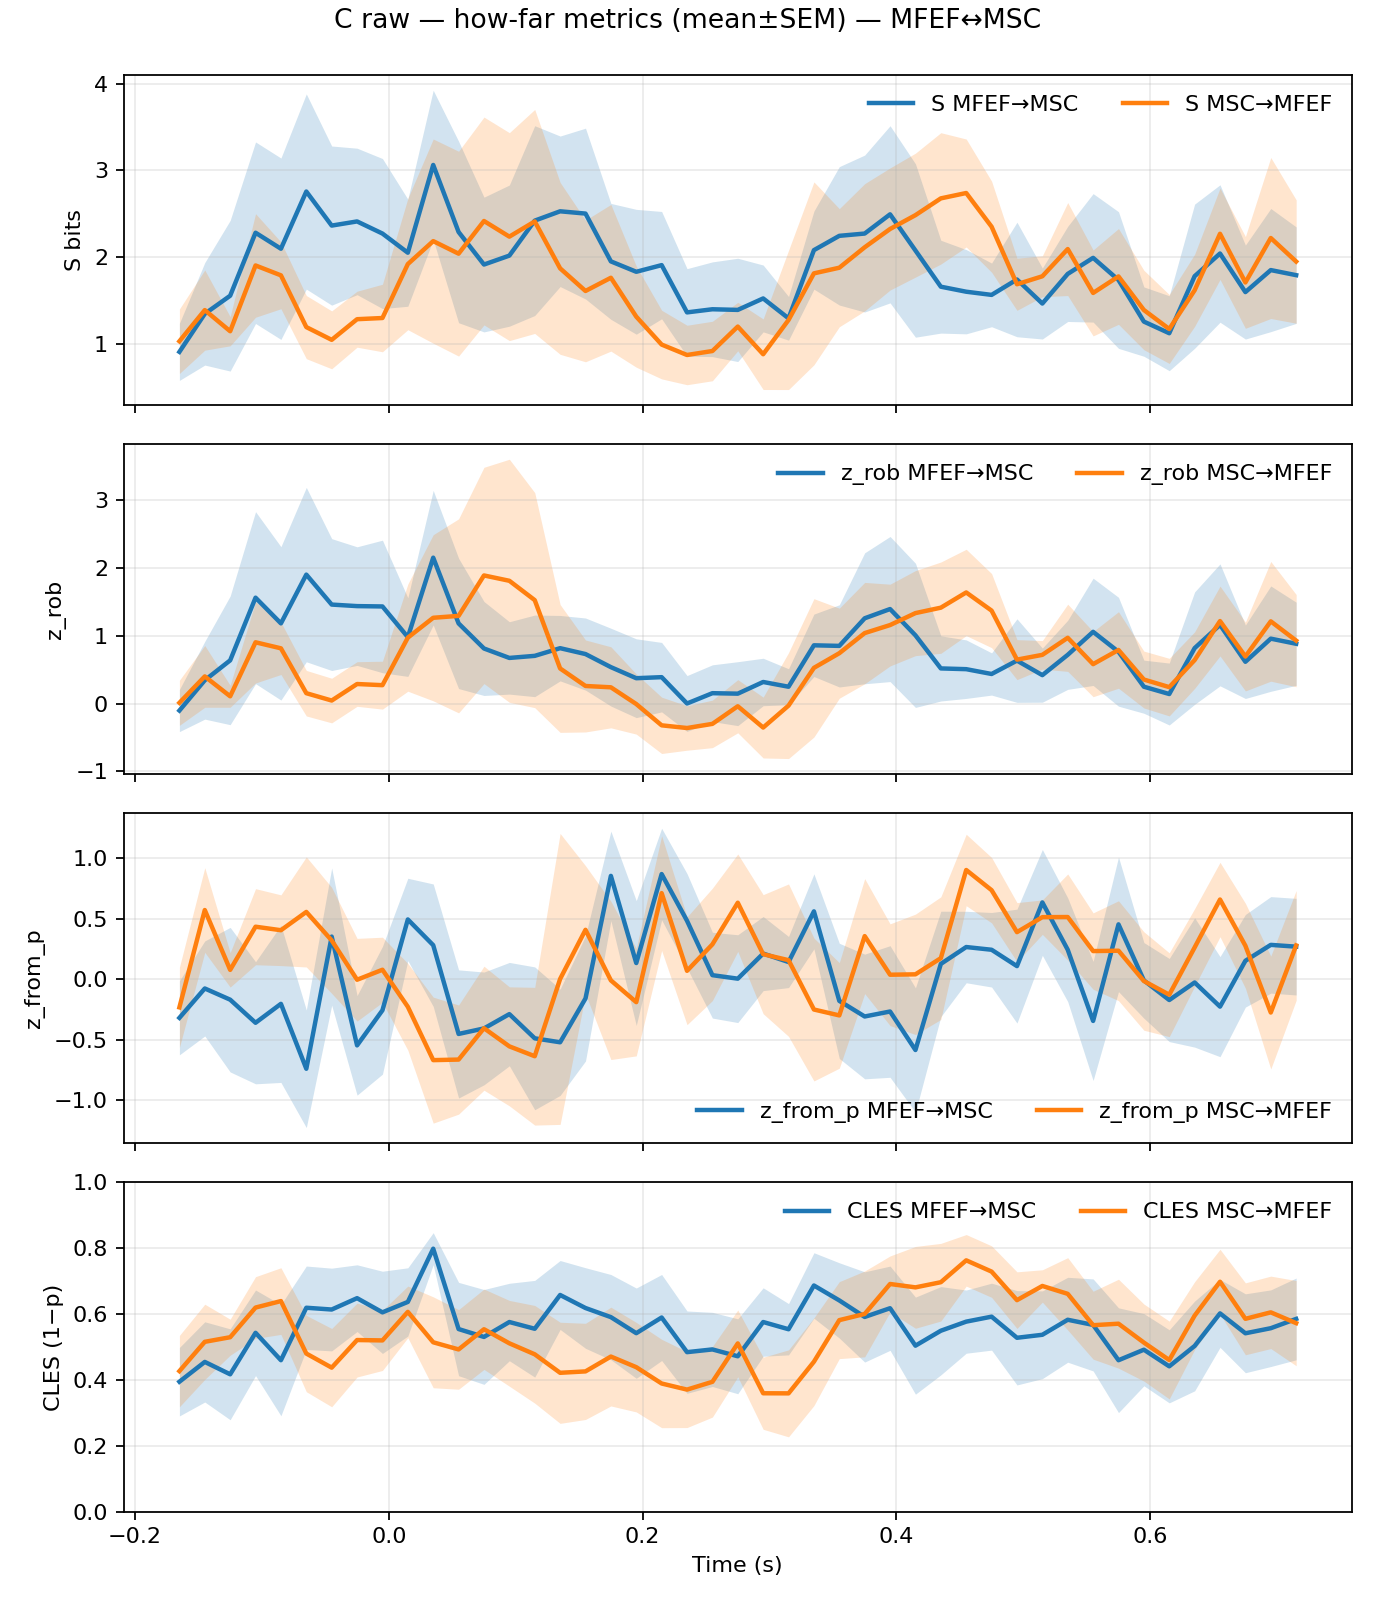 C raw — how-far metrics (mean±SEM) — MFEF↔MSC
4
3
2
1
S bits
S MFEF→MSC
S MSC→MFEF
3
2
1
0
−1
z_rob
z_rob MFEF→MSC
z_rob MSC→MFEF
1.0
0.5
0.0
−0.5
−1.0
z_from_p
z_from_p MFEF→MSC
z_from_p MSC→MFEF
1.0
0.8
0.6
0.4
0.2
0.0
CLES (1−p)
CLES MFEF→MSC
CLES MSC→MFEF
−0.2 0.0 0.2 0.4 0.6
Time (s)